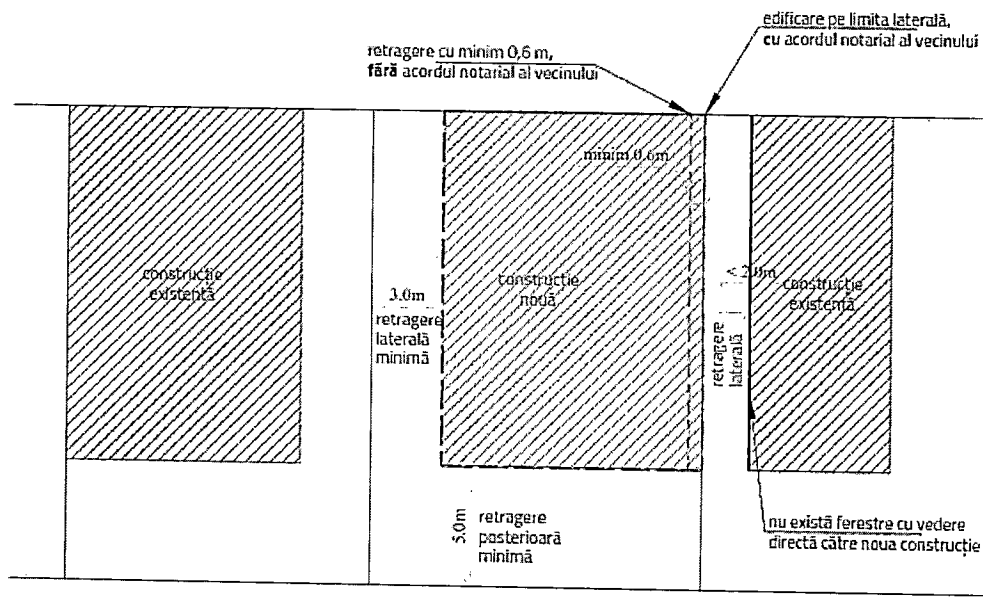 edificare pe limita laterală,
cu acordul notarial al vecinului
retragere cu minim 0,6 m,
fără acordul notarial al vecinului
minim 0.6m
construcție
existentă
3.0m
retragere
laterală
minimă
construcție
nouă
< 2.0m
retragere
laterală
construcție
existentă
5.0m
retragere
posterioară
minimă
nu există ferestre cu vedere
directă către noua construcție